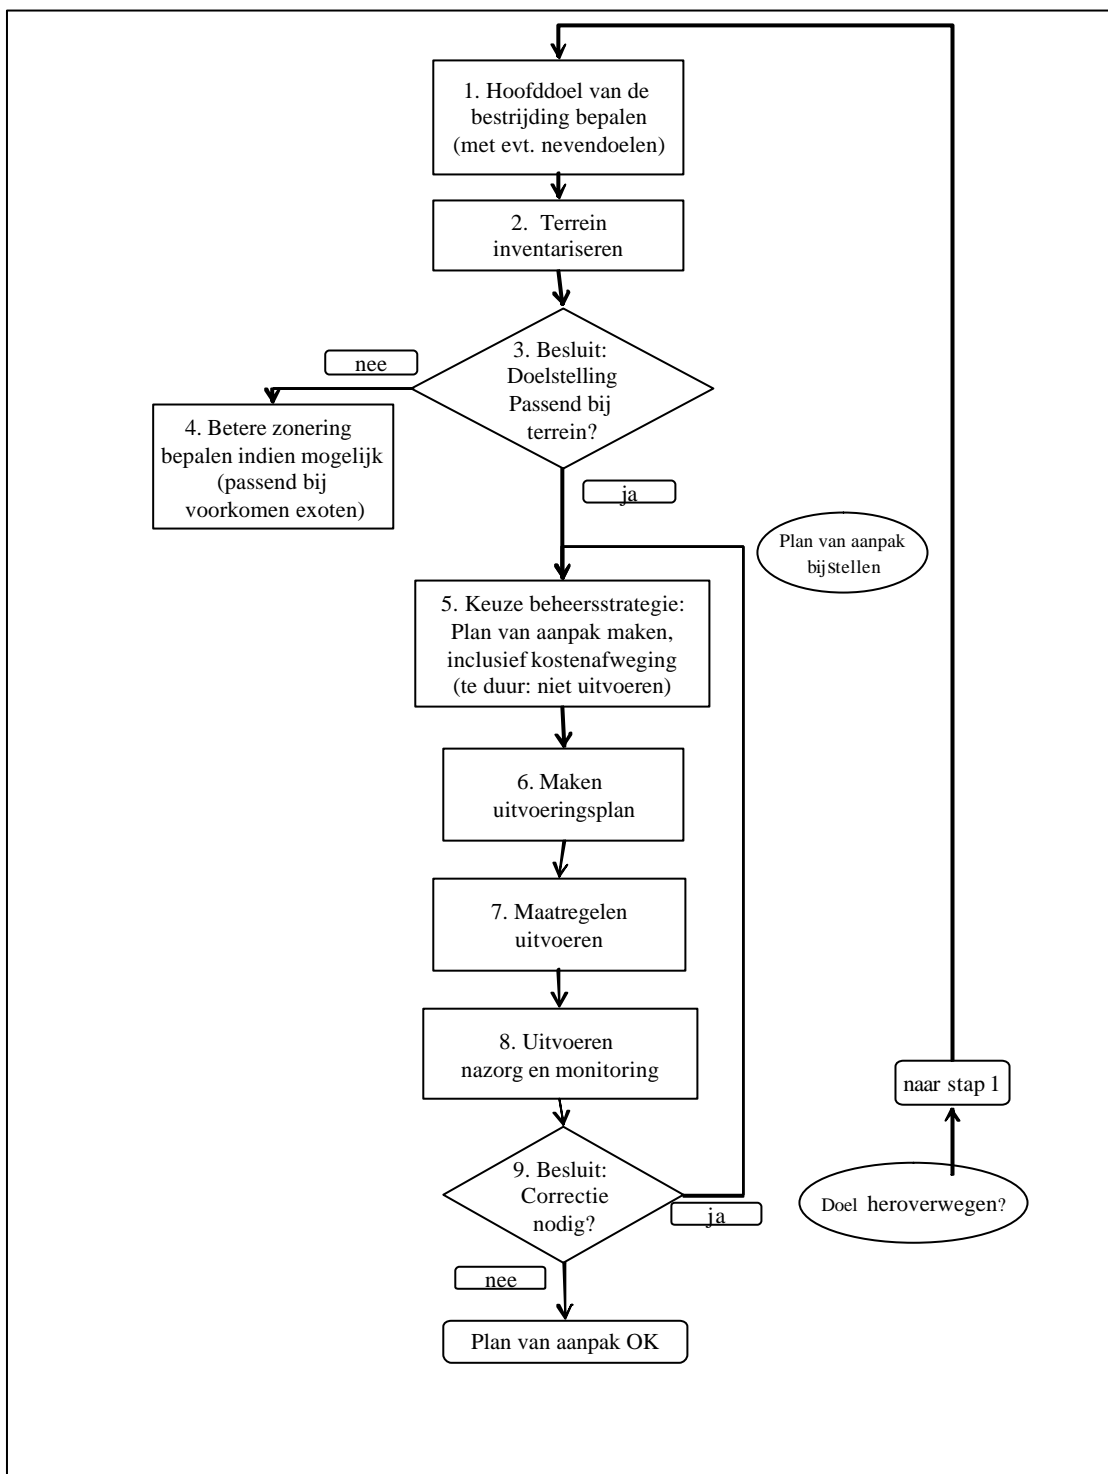 1. Hoofddoel van de
bestrijding bepalen
(met evt. nevendoelen)
2. Terrein
inventariseren
3. Besluit:
Doelstelling
Passend bij
terrein?
nee
4. Betere zonering
bepalen indien mogelijk
(passend bij
voorkomen exoten)
ja
Plan van aanpak
bijstellen
5. Keuze beheersstrategie:
Plan van aanpak maken,
inclusief kostenafweging
(te duur: niet uitvoeren)
6. Maken
uitvoeringsplan
7. Maatregelen
uitvoeren
8. Uitvoeren
nazorg en monitoring
naar stap 1
9. Besluit:
Correctie
nodig?
ja
Doel heroverwegen?
nee
Plan van aanpak OK